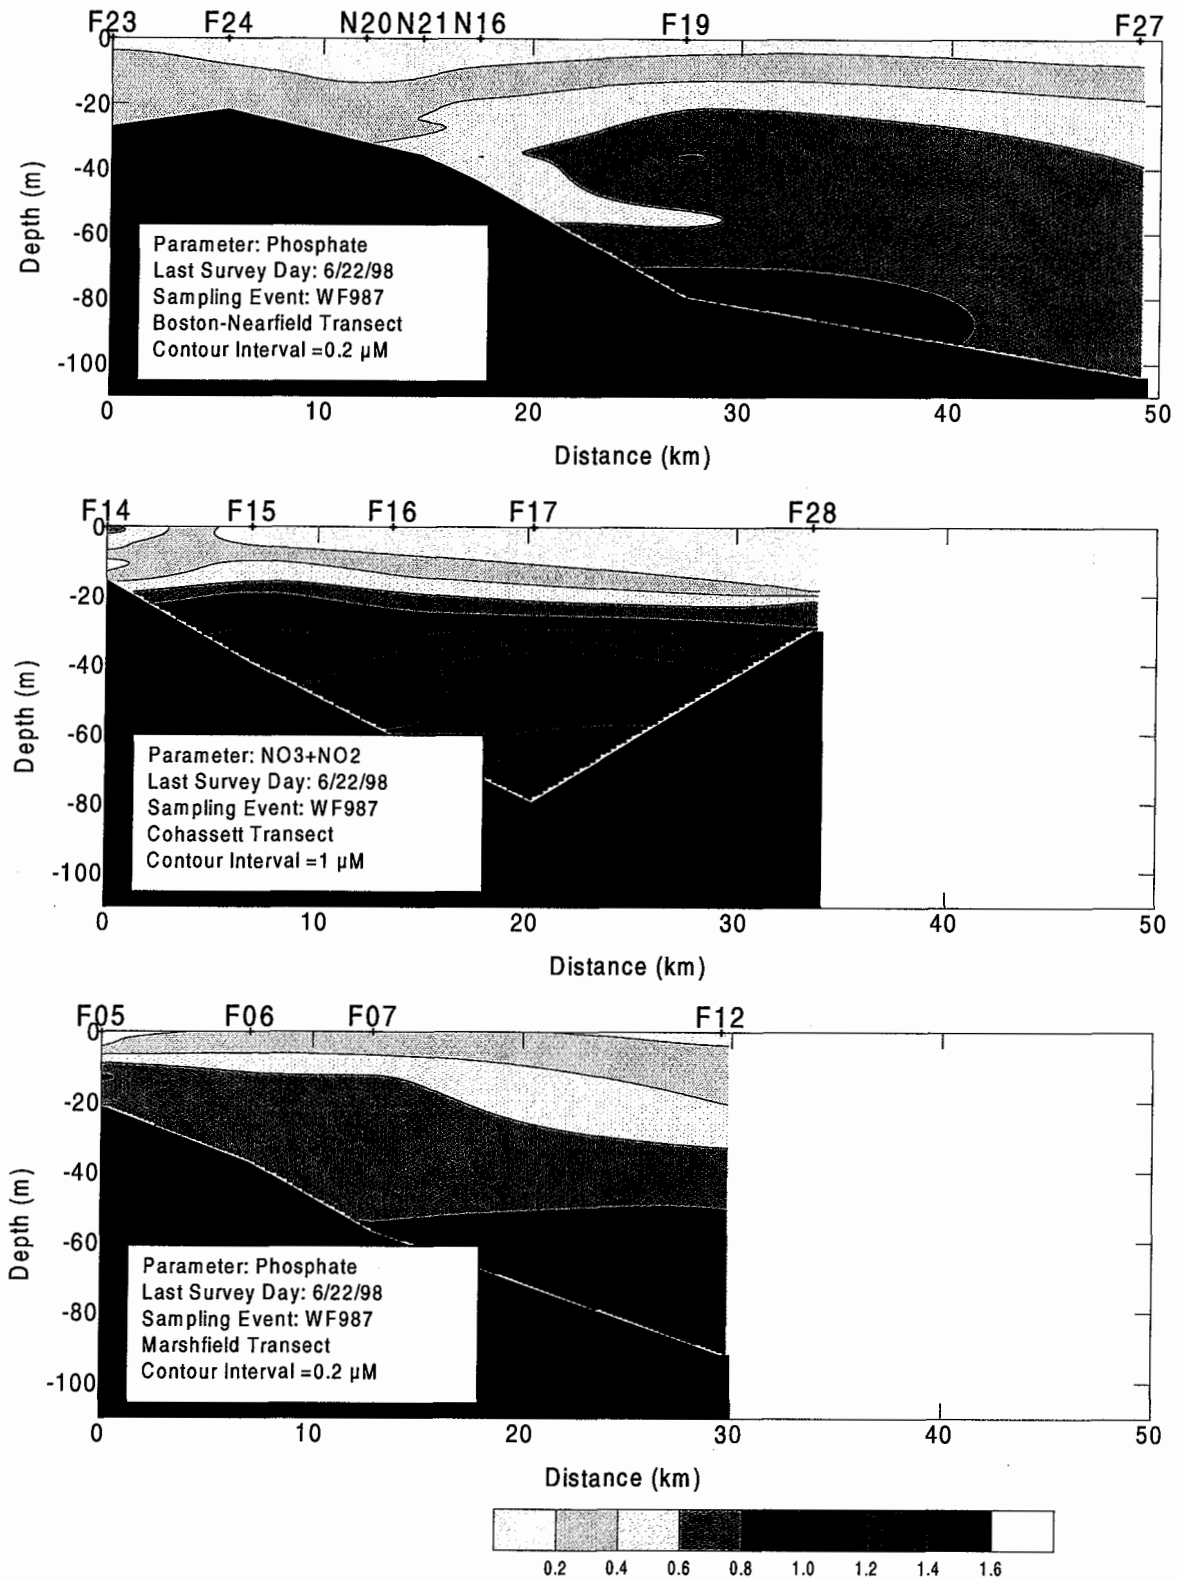 F23 F24 N20 N21 N16 F19 F27
0
-20
-40
-60
-80
-100
Depth (m)
Parameter: Phosphate
Last Survey Day: 6/22/98
Sampling Event: WF987
Boston-Nearfield Transect
Contour Interval =0.2 µM
0 10 20 30 40 50
Distance (km)
F14 F15 F16 F17 F28
0
-20
-40
-60
-80
-100
Depth (m)
Parameter: NO3+NO2
Last Survey Day: 6/22/98
Sampling Event: WF987
Cohassett Transect
Contour Interval =1 µM
0 10 20 30 40 50
Distance (km)
F05 F06 F07 F12
0
-20
-40
-60
-80
-100
Depth (m)
Parameter: Phosphate
Last Survey Day: 6/22/98
Sampling Event: WF987
Marshfield Transect
Contour Interval =0.2 µM
0 10 20 30 40 50
Distance (km)
0.2 0.4 0.6 0.8 1.0 1.2 1.4 1.6